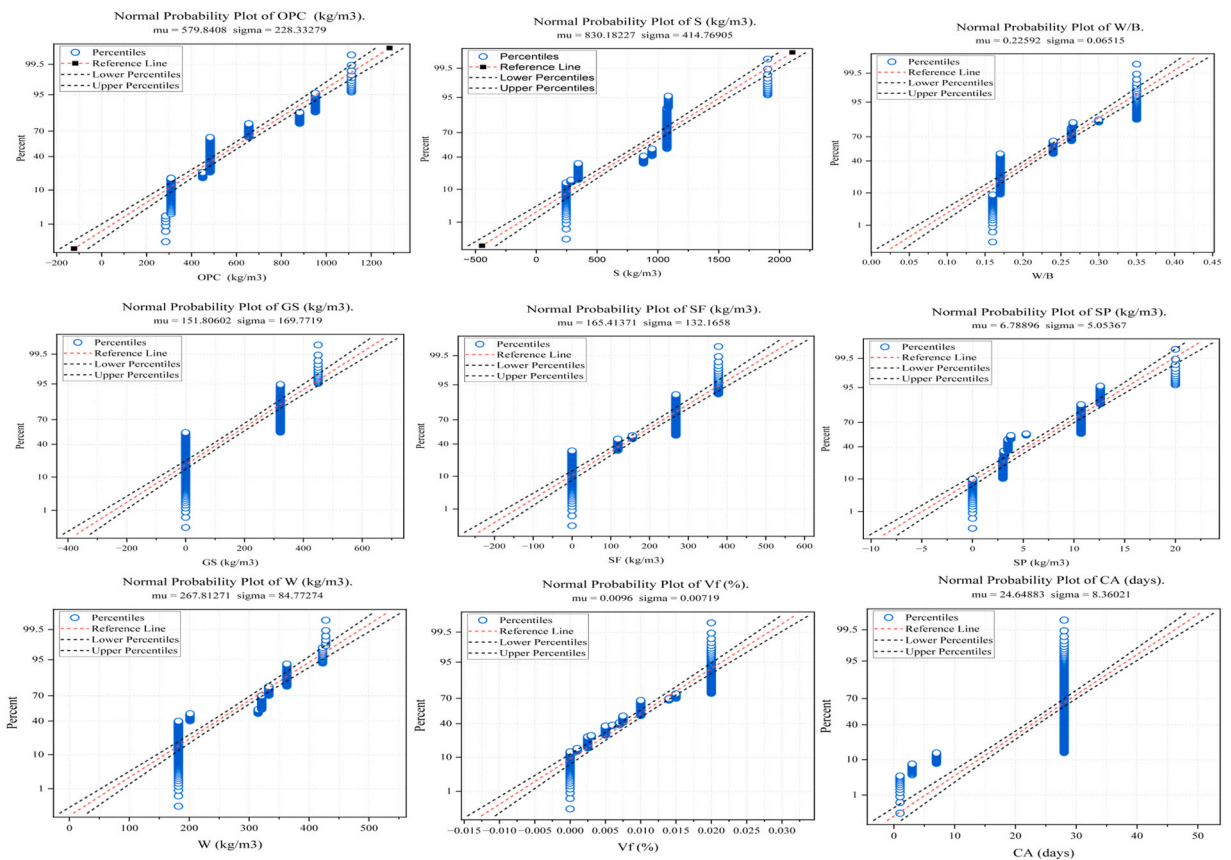 Normal Probability Plot of OPC (kg/m3).
mu = 579.8408 sigma = 228.33279
Percentiles
Reference Line
Lower Percentiles
Upper Percentiles
Percent
99.5
95
70
40
10
1
−200 0 200 400 600 800 1000 1200
OPC (kg/m3)
Normal Probability Plot of S (kg/m3).
mu = 830.18227 sigma = 414.76905
Percentiles
Reference Line
Lower Percentiles
Upper Percentiles
Percent
99.5
95
70
40
10
1
−500 0 500 1000 1500 2000
S (kg/m3)
Normal Probability Plot of W/B.
mu = 0.22592 sigma = 0.06515
Percentiles
Reference Line
Lower Percentiles
Upper Percentiles
Percent
99.5
95
70
40
10
1
0.00 0.05 0.10 0.15 0.20 0.25 0.30 0.35 0.40 0.45
W/B
Normal Probability Plot of GS (kg/m3).
mu = 151.80602 sigma = 169.7719
Percentiles
Reference Line
Lower Percentiles
Upper Percentiles
Percent
99.5
95
70
40
10
1
−400 −200 0 200 400 600
GS (kg/m3)
Normal Probability Plot of SF (kg/m3).
mu = 165.41371 sigma = 132.1658
Percentiles
Reference Line
Lower Percentiles
Upper Percentiles
Percent
99.5
95
70
40
10
1
−200 −100 0 100 200 300 400 500 600
SF (kg/m3)
Normal Probability Plot of SP (kg/m3).
mu = 6.78896 sigma = 5.05367
Percentiles
Reference Line
Lower Percentiles
Upper Percentiles
Percent
99.5
95
70
40
10
1
−10 −5 0 5 10 15 20
SP (kg/m3)
Normal Probability Plot of W (kg/m3).
mu = 267.81271 sigma = 84.77274
Percentiles
Reference Line
Lower Percentiles
Upper Percentiles
Percent
99.5
95
70
40
10
1
0 100 200 300 400 500
W (kg/m3)
Normal Probability Plot of Vf (%).
mu = 0.0096 sigma = 0.00719
Percentiles
Reference Line
Lower Percentiles
Upper Percentiles
Percent
99.5
95
70
40
10
1
−0.015 −0.010 −0.005 0.000 0.005 0.010 0.015 0.020 0.025 0.030
Vf (%)
Normal Probability Plot of CA (days).
mu = 24.64883 sigma = 8.36021
Percentiles
Reference Line
Lower Percentiles
Upper Percentiles
Percent
99.5
95
70
40
10
1
0 10 20 30 40 50
CA (days)